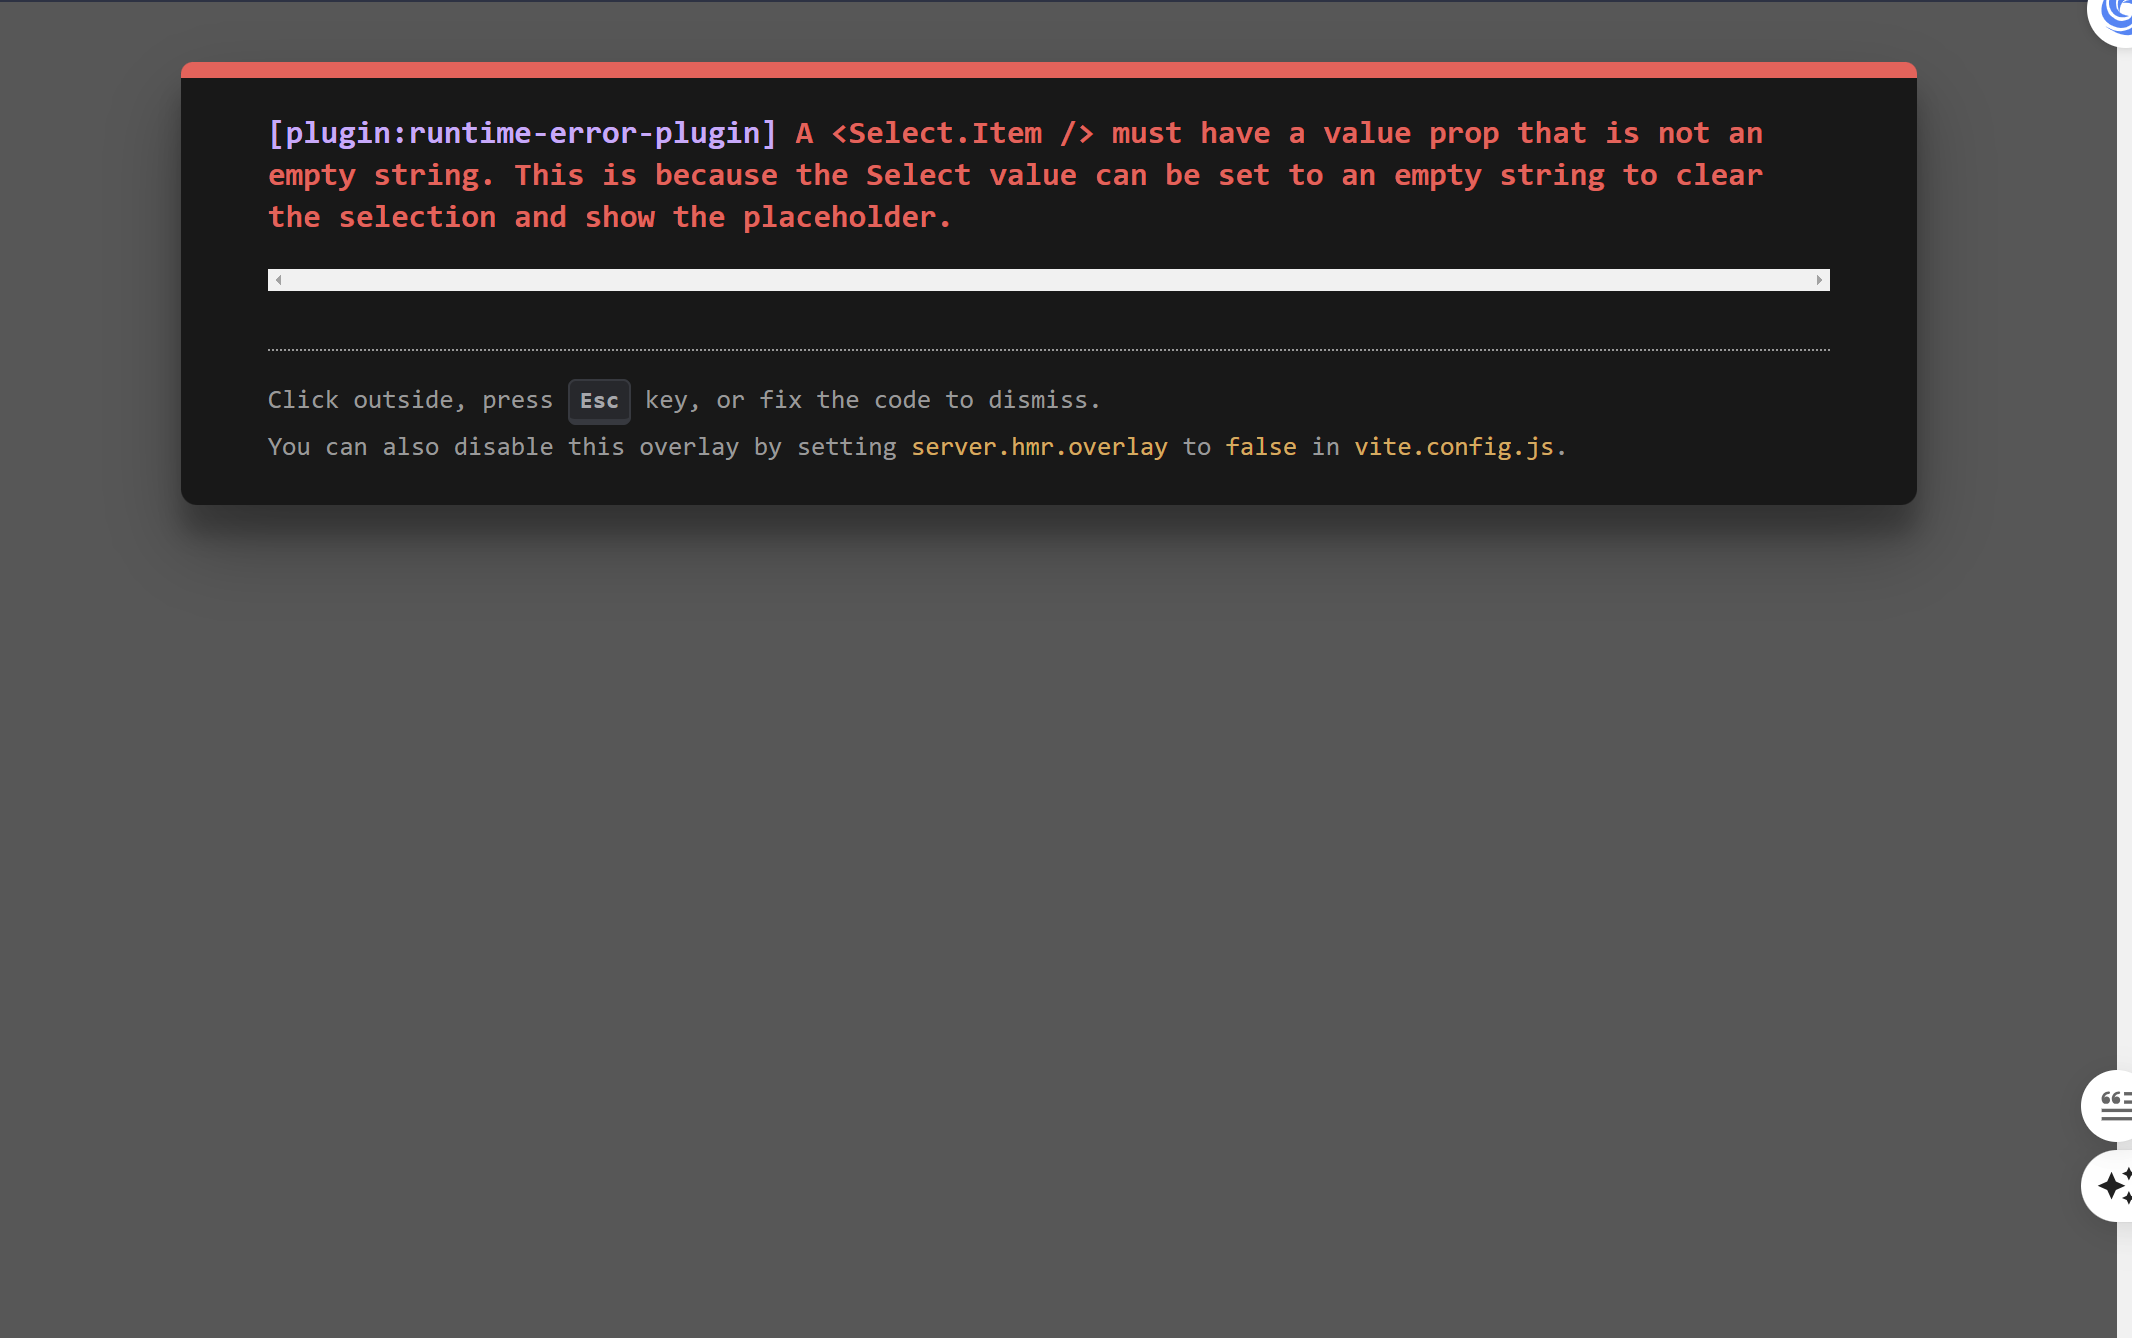 [plugin:runtime-error-plugin] A <Select.Item /> must have a value prop that is not an
empty string. This is because the Select value can be set to an empty string to clear
the selection and show the placeholder.
Click outside, press Esc key, or fix the code to dismiss.
You can also disable this overlay by setting server.hmr.overlay to false in vite.config.js.